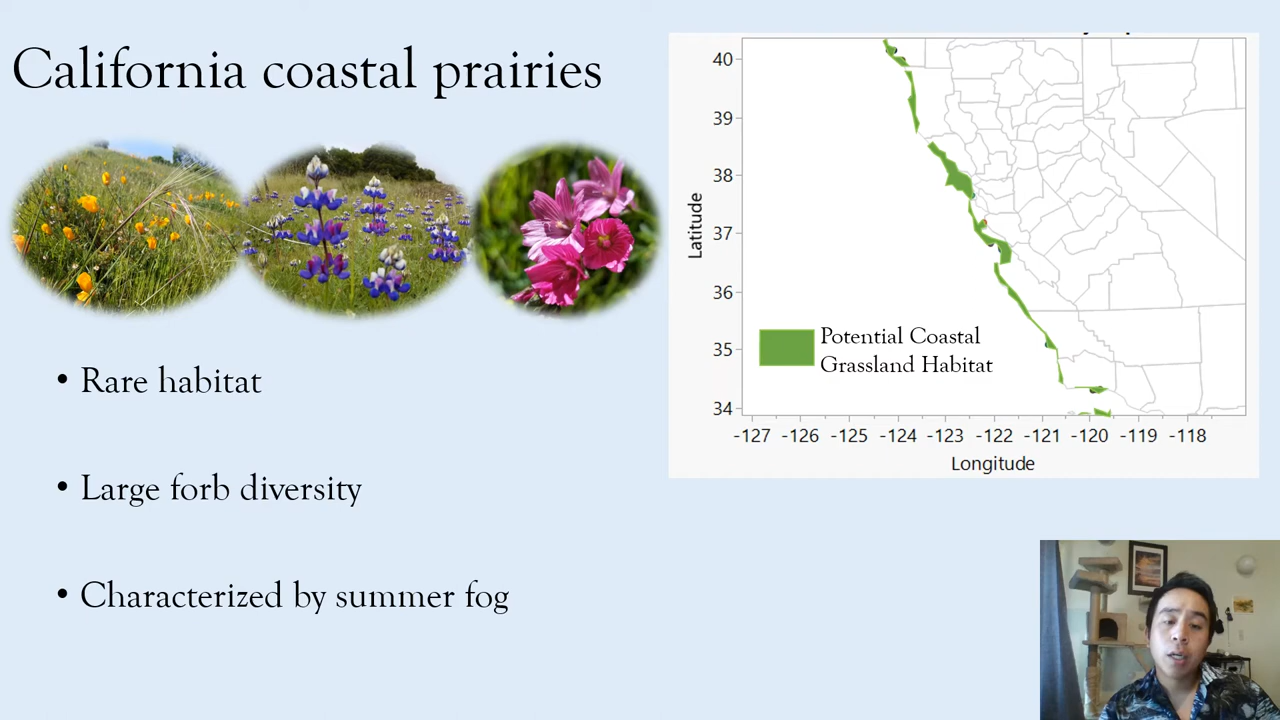 California coastal prairies
• Rare habitat
• Large forb diversity
• Characterized by summer fog
40
39
38
37
36
35
34
Latitude
Potential Coastal
Grassland Habitat
-127 -126 -125 -124 -123 -122 -121 -120 -119 -118
Longitude